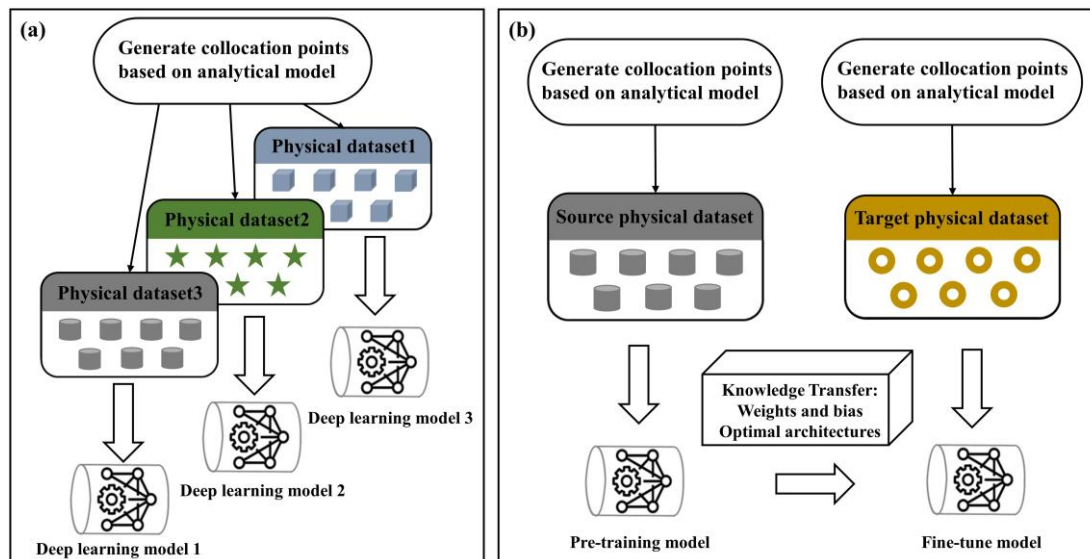 (a)
Generate collocation points
based on analytical model
Physical dataset1
Physical dataset2
Physical dataset3
Deep learning model 3
Deep learning model 2
Deep learning model 1
(b)
Generate collocation points
based on analytical model
Generate collocation points
based on analytical model
Source physical dataset
Target physical dataset
Knowledge Transfer:
Weights and bias
Optimal architectures
Pre-training model
Fine-tune model